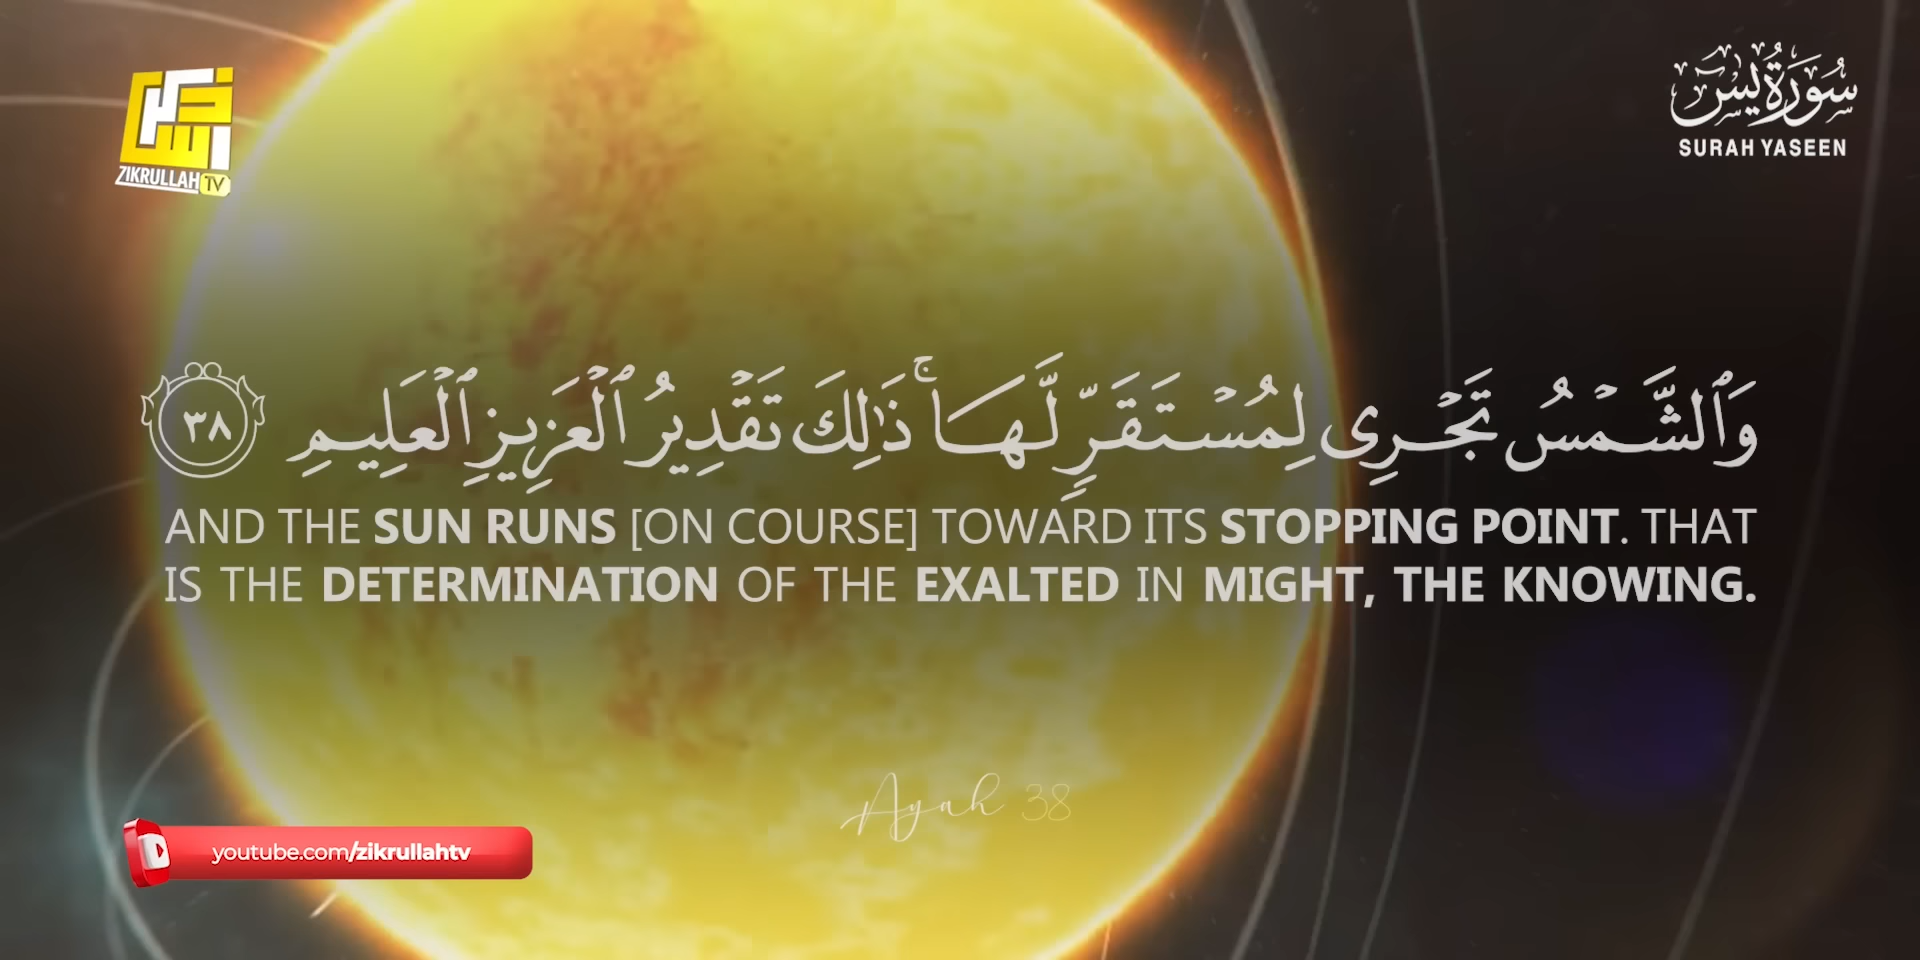 ذكر الله
ZIKRULLAH TV
سُورَةُ يٰسٓ
SURAH YASEEN
وَٱلشَّمْسُ تَجْرِى لِمُسْتَقَرٍّ لَّهَا ۚ ذَٰلِكَ تَقْدِيرُ ٱلْعَزِيزِ ٱلْعَلِيمِ ٣٨
AND THE SUN RUNS [ON COURSE] TOWARD ITS STOPPING POINT. THAT
IS THE DETERMINATION OF THE EXALTED IN MIGHT, THE KNOWING.
Ayah 38
youtube.com/zikrullahtv